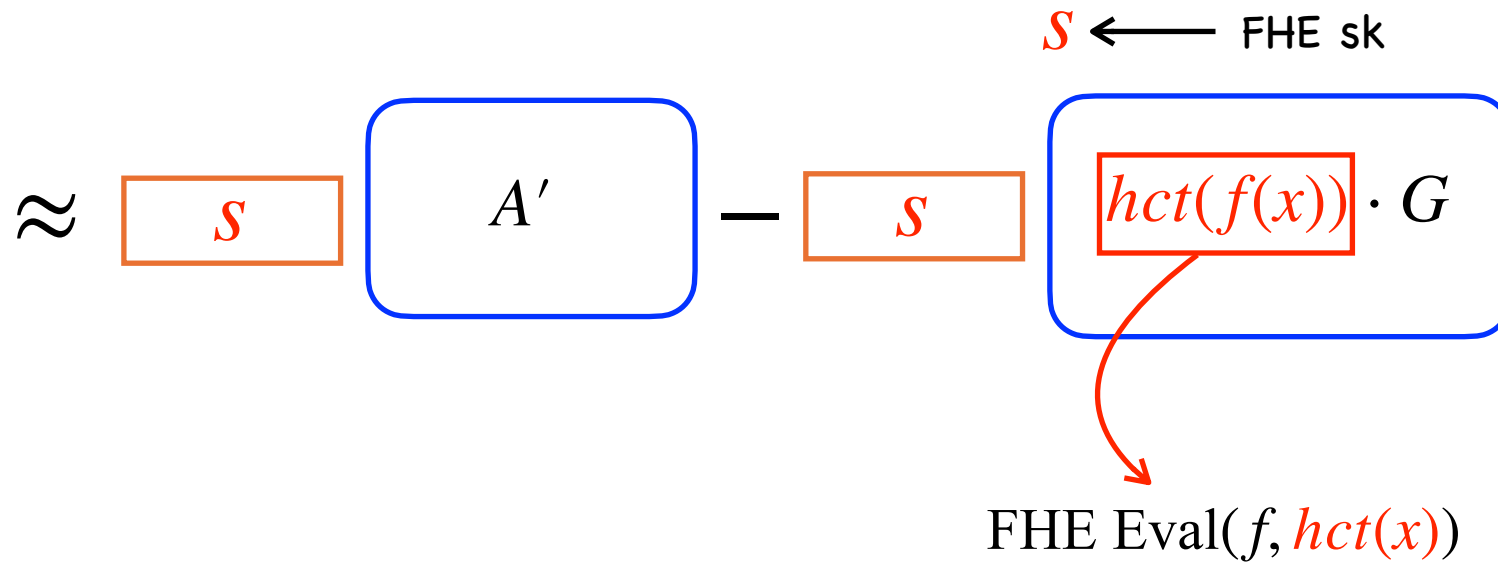 s ← FHE sk
≈ s A′ − s hct(f(x)) · G
FHE Eval(f, hct(x))